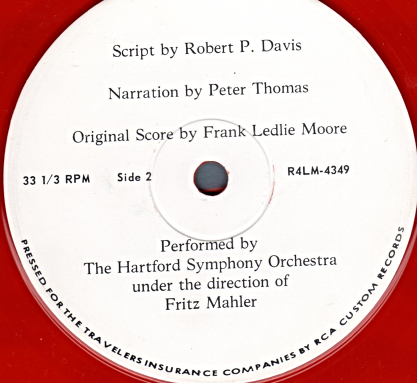 Script by Robert P. Davis
Narration by Peter Thomas
Original Score by Frank Ledlie Moore
33 1/3 RPM Side 2 R4LM-4349
Performed by
The Hartford Symphony Orchestra
under the direction of
Fritz Mahler
PRESSED FOR THE TRAVELERS INSURANCE COMPANIES BY RCA CUSTOM RECORDS